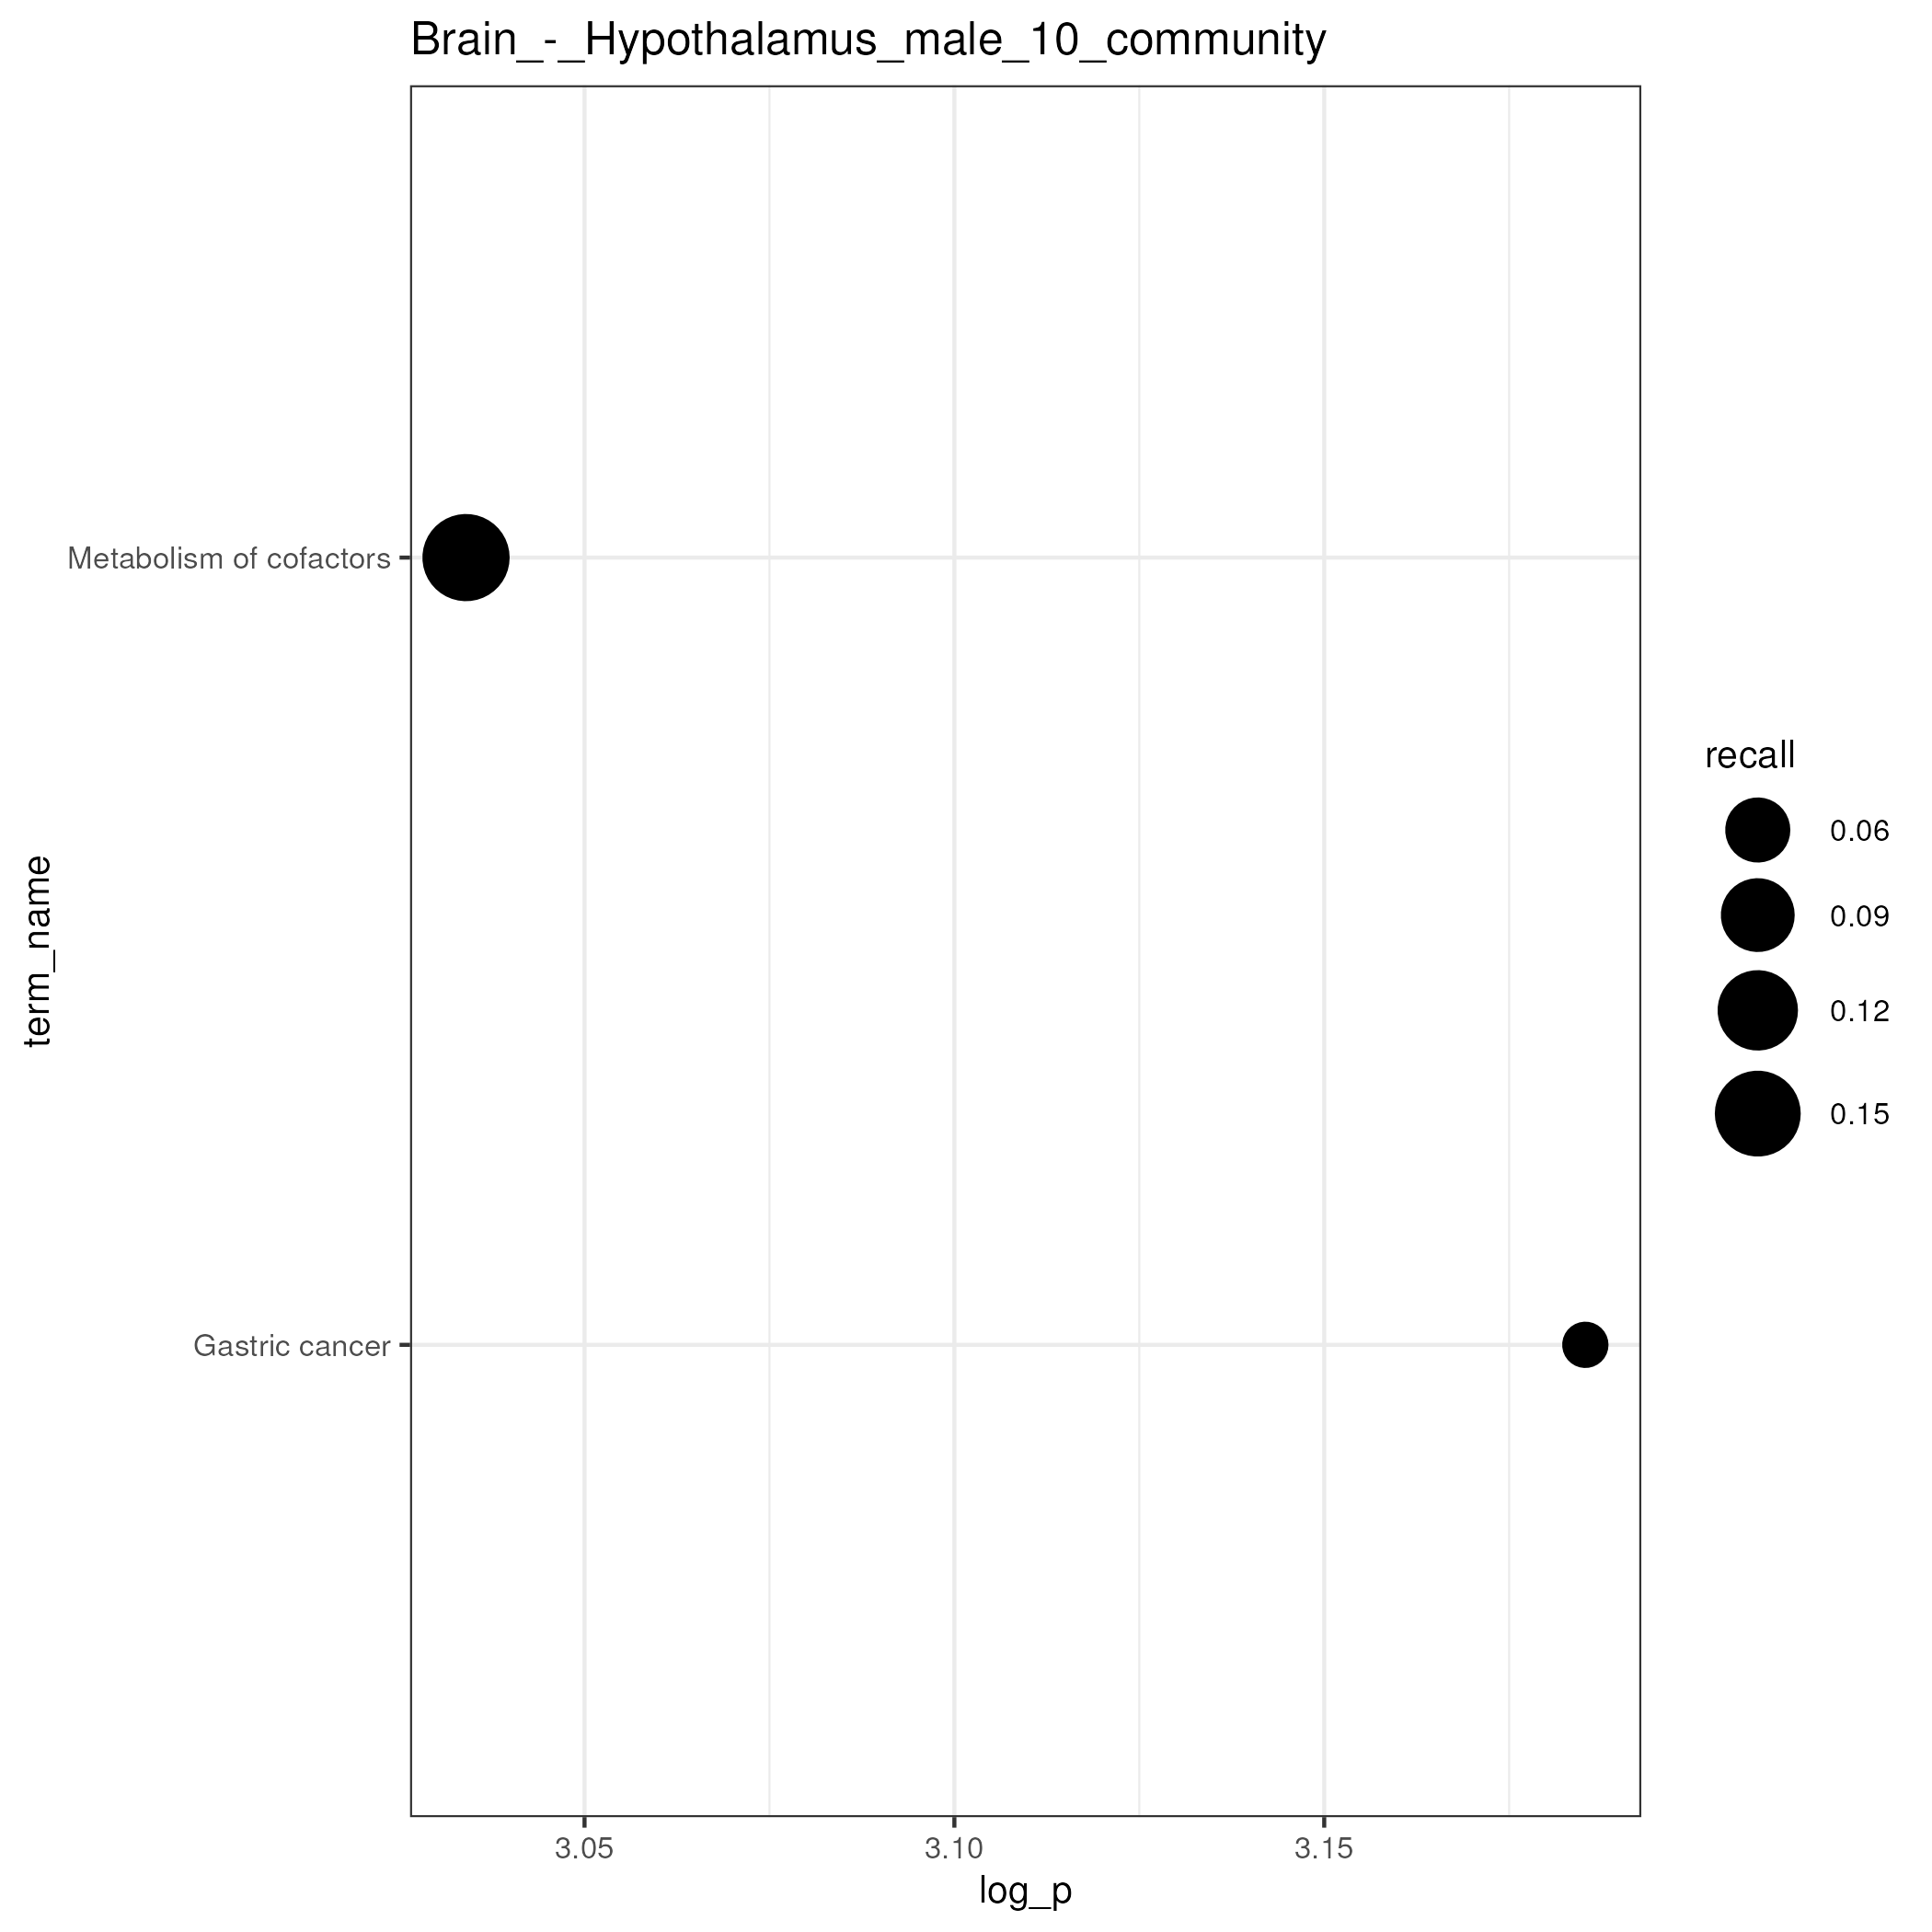 Brain_-_Hypothalamus_male_10_community
term_name
Metabolism of cofactors
Gastric cancer
3.05
3.10
3.15
log_p
recall
0.06
0.09
0.12
0.15